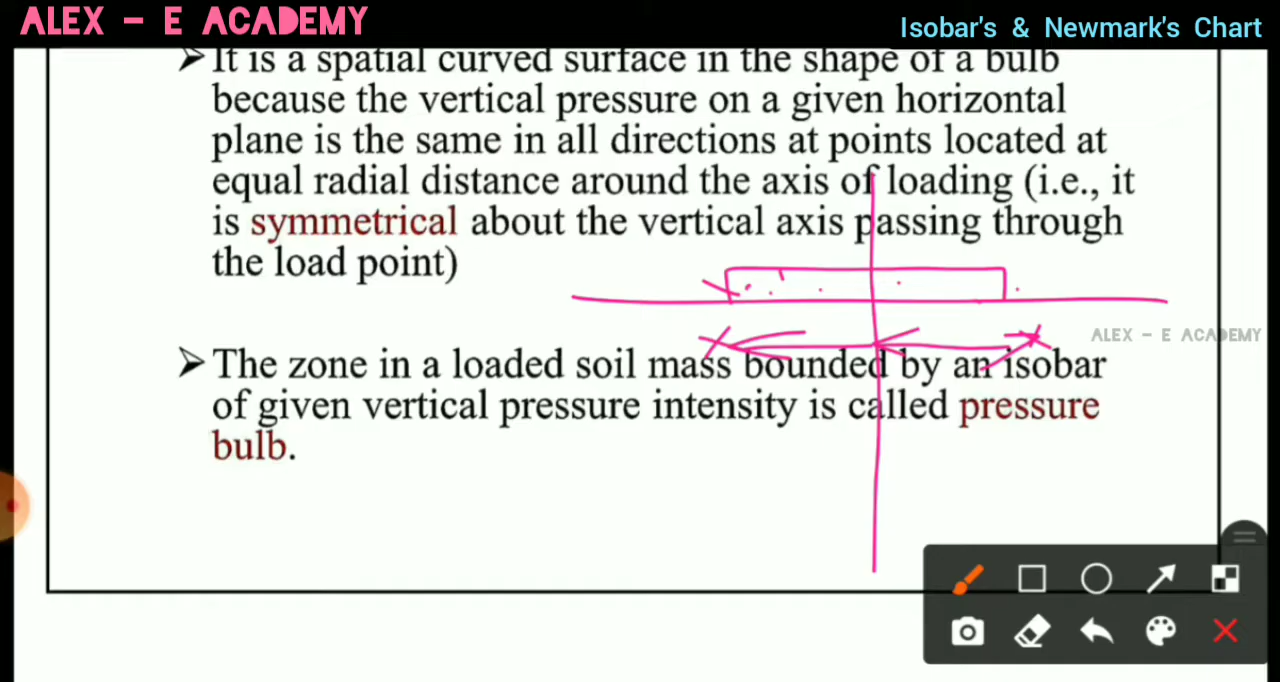 ALEX - E ACADEMY
Isobar's & Newmark's Chart
➤ It is a spatial curved surface in the shape of a bulb
because the vertical pressure on a given horizontal
plane is the same in all directions at points located at
equal radial distance around the axis of loading (i.e., it
is symmetrical about the vertical axis passing through
the load point)
ALEX - E ACADEMY
➤ The zone in a loaded soil mass bounded by an isobar
of given vertical pressure intensity is called pressure
bulb.